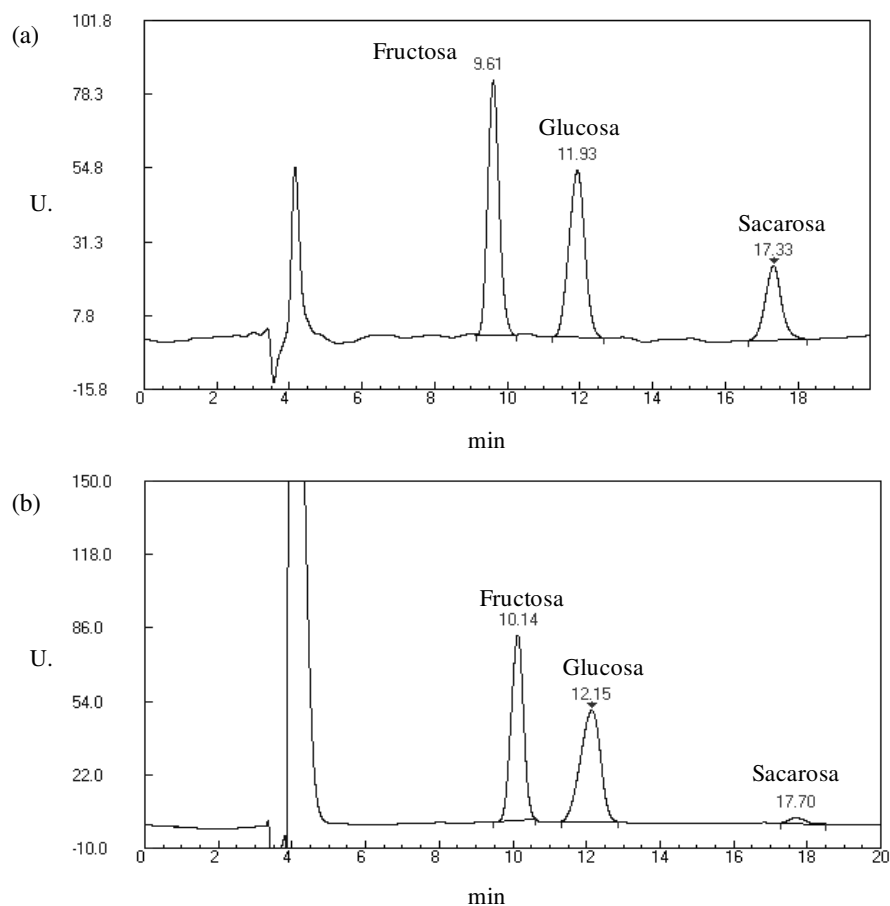 (a)
101.8
78.3
54.8
31.3
7.8
-15.8
U.
Fructosa
9.61
Glucosa
11.93
Sacarosa
17.33
0 2 4 6 8 10 12 14 16 18
min
(b)
150.0
118.0
86.0
54.0
22.0
-10.0
U.
Fructosa
10.14
Glucosa
12.15
Sacarosa
17.70
0 2 4 6 8 10 12 14 16 18 20
min